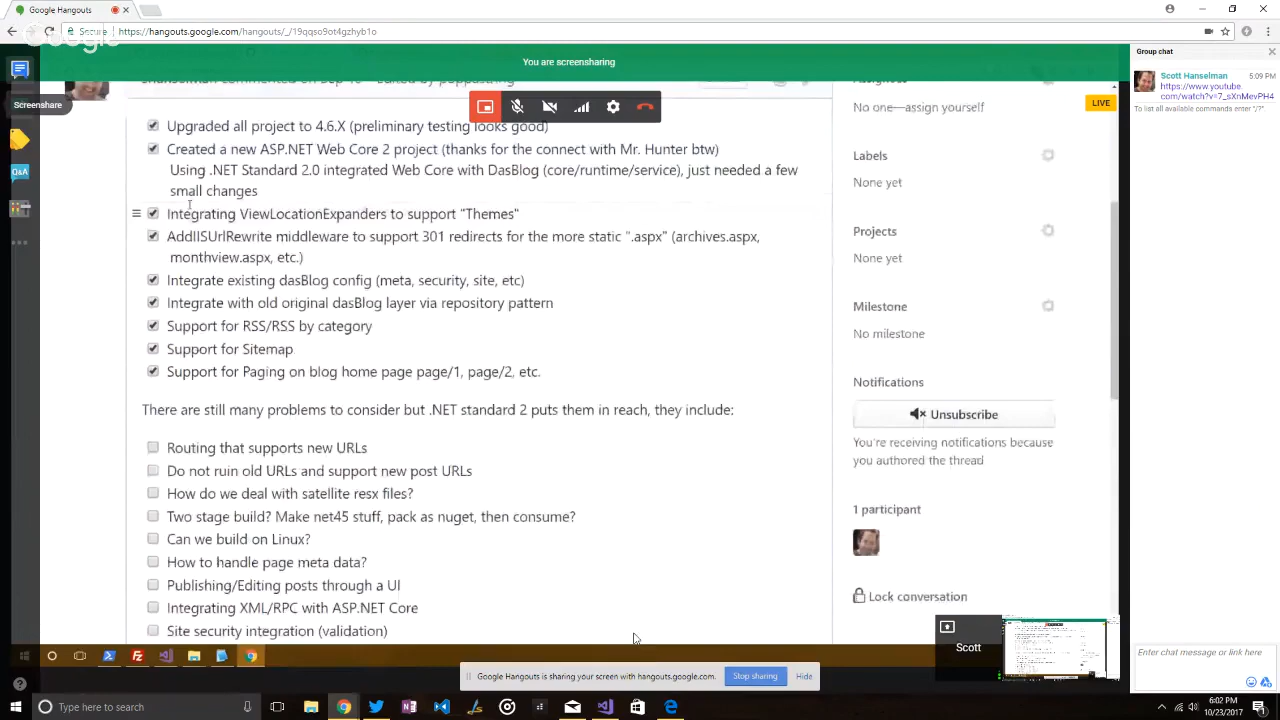 Google Hangouts
Secure https://hangouts.google.com/hangouts/_/19qqso9ot4gzhyb1o
Google
You are screensharing
Group chat
Screenshare
LIVE
Scott Hanselman 5:09 PM
https://www.youtube.
com/watch?v=7_sXnMevPH4
To list all available commands enter "/?"
Q&A
Upgraded all project to 4.6.X (preliminary testing looks good)
Created a new ASP.NET Web Core 2 project (thanks for the connect with Mr. Hunter btw)
Using .NET Standard 2.0 integrated Web Core with DasBlog (core/runtime/service), just needed a few
small changes
Integrating ViewLocationExpanders to support "Themes"
AddIISUrlRewrite middleware to support 301 redirects for the more static ".aspx" (archives.aspx,
monthview.aspx, etc.)
Integrate existing dasBlog config (meta, security, site, etc)
Integrate with old original dasBlog layer via repository pattern
Support for RSS/RSS by category
Support for Sitemap
Support for Paging on blog home page page/1, page/2, etc.
There are still many problems to consider but .NET standard 2 puts them in reach, they include:
Routing that supports new URLs
Do not ruin old URLs and support new post URLs
How do we deal with satellite resx files?
Two stage build? Make net45 stuff, pack as nuget, then consume?
Can we build on Linux?
How to handle page meta data?
Publishing/Editing posts through a UI
Integrating XML/RPC with ASP.NET Core
Site security integration (validation)
No one—assign yourself
Labels
None yet
Projects
None yet
Milestone
No milestone
Notifications
Unsubscribe
You're receiving notifications because
you authored the thread
1 participant
Lock conversation
Scott
Enter chat message or link here
Google Hangouts is sharing your screen with hangouts.google.com.
Stop sharing
Hide
Type here to search
6:02 PM
10/23/2017